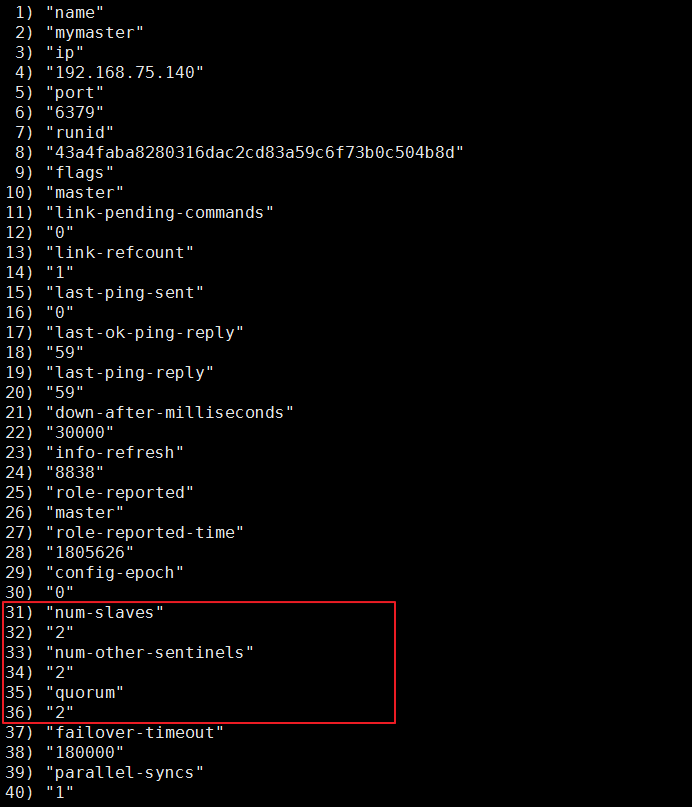 1) "name"
2) "mymaster"
3) "ip"
4) "192.168.75.140"
5) "port"
6) "6379"
7) "runid"
8) "43a4faba8280316dac2cd83a59c6f73b0c504b8d"
9) "flags"
10) "master"
11) "link-pending-commands"
12) "0"
13) "link-refcount"
14) "1"
15) "last-ping-sent"
16) "0"
17) "last-ok-ping-reply"
18) "59"
19) "last-ping-reply"
20) "59"
21) "down-after-milliseconds"
22) "30000"
23) "info-refresh"
24) "8838"
25) "role-reported"
26) "master"
27) "role-reported-time"
28) "1805626"
29) "config-epoch"
30) "0"
31) "num-slaves"
32) "2"
33) "num-other-sentinels"
34) "2"
35) "quorum"
36) "2"
37) "failover-timeout"
38) "180000"
39) "parallel-syncs"
40) "1"